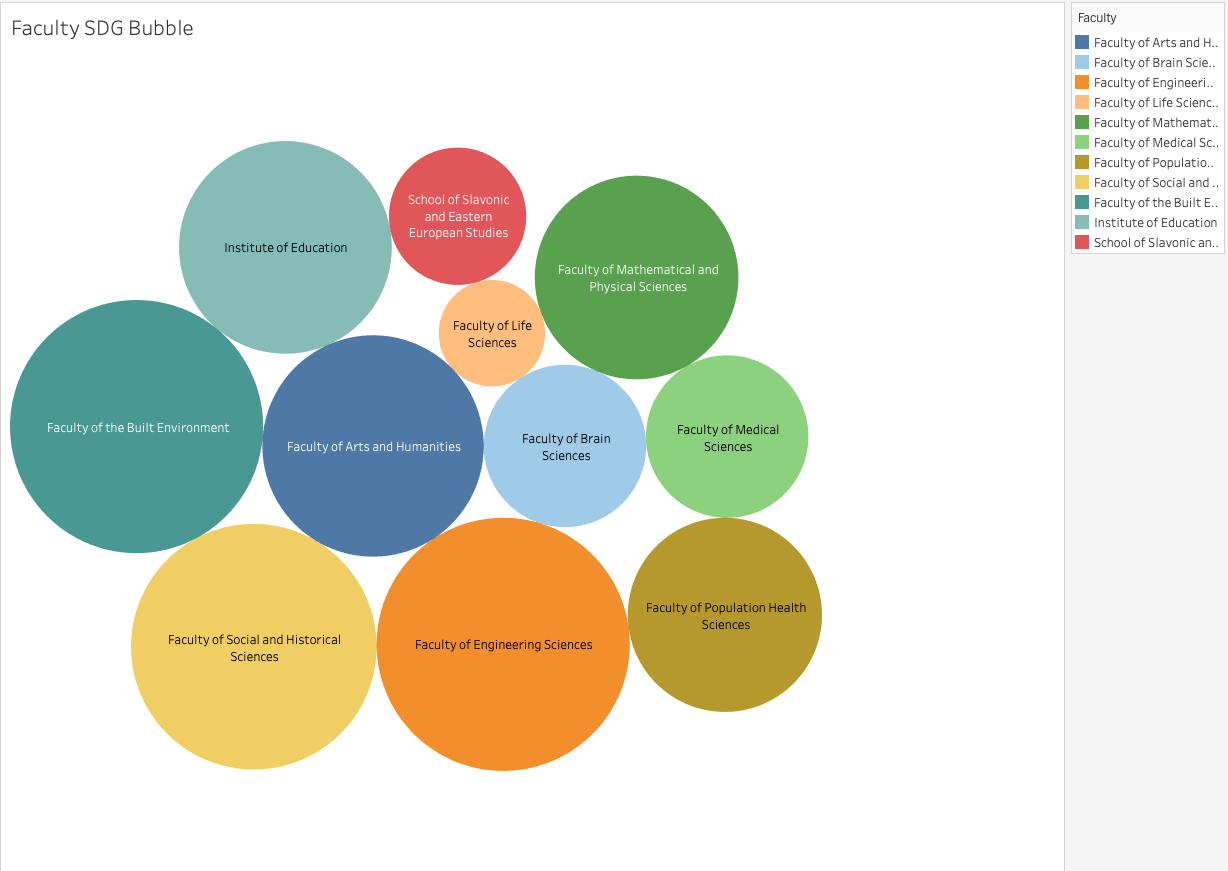 Faculty SDG Bubble
Institute of Education
School of Slavonic
and Eastern
European Studies
Faculty of Mathematical and
Physical Sciences
Faculty of Life
Sciences
Faculty of the Built Environment
Faculty of Arts and Humanities
Faculty of Brain
Sciences
Faculty of Medical
Sciences
Faculty of Social and Historical
Sciences
Faculty of Engineering Sciences
Faculty of Population Health
Sciences
Faculty
Faculty of Arts and H..
Faculty of Brain Scie..
Faculty of Engineeri..
Faculty of Life Scienc..
Faculty of Mathemat..
Faculty of Medical Sc..
Faculty of Populatio..
Faculty of Social and ..
Faculty of the Built E..
Institute of Education
School of Slavonic an..